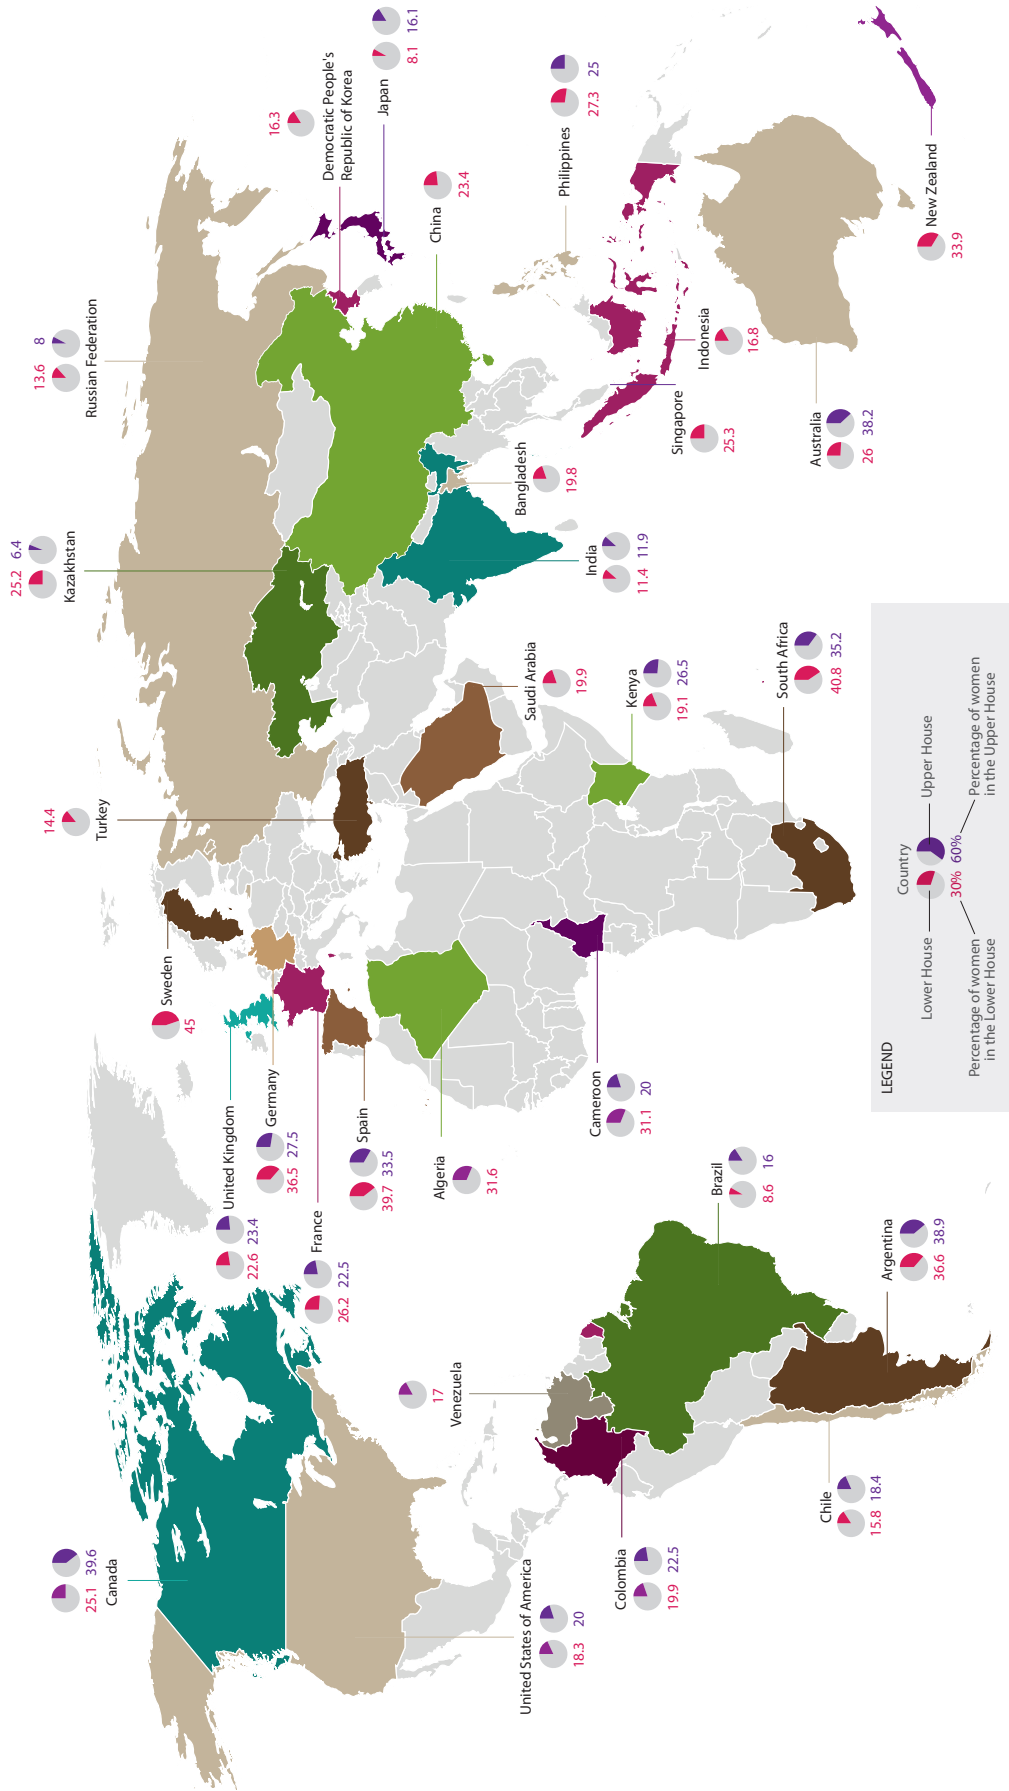 Canada
25.1 39.6
United States of America
18.3 20
Venezuela
17
Colombia
19.9 22.5
Brazil
8.6 16
Chile
15.8 18.4
Argentina
36.6 38.9
United Kingdom
22.6 23.4
Germany
36.5 27.5
France
26.2 22.5
Spain
39.7 33.5
Sweden
45
Algeria
31.6
Cameroon
31.1 20
Turkey
14.4
Saudi Arabia
19.9
Kenya
19.1 26.5
South Africa
40.8 35.2
25.2 6.4
Kazakhstan
13.6 8
Russian Federation
India
11.4 11.9
Bangladesh
19.8
China
23.4
16.3
Democratic People's
Republic of Korea
Japan
8.1 16.1
Philippines
27.3 25
Singapore
25.3
Indonesia
16.8
Australia
26 38.2
New Zealand
33.9
LEGEND
Country
Lower House
Upper House
30% 60%
Percentage of women
in the Lower House
Percentage of women
in the Upper House